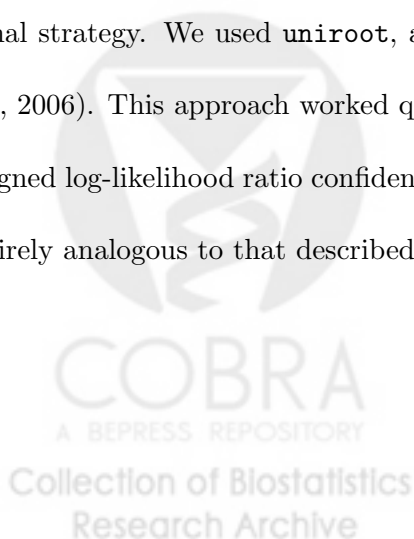 nal strategy. We used uniroot, a
, 2006). This approach worked q
gned log-likelihood ratio confiden
irely analogous to that described
COBRA
A BEPRESS REPOSITORY
Collection of Biostatistics
Research Archive